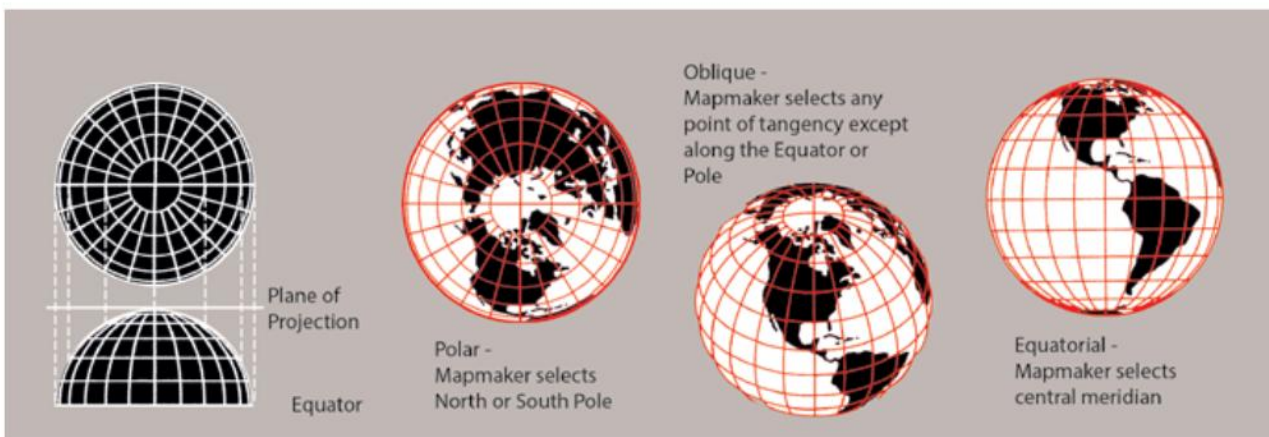 Plane of
Projection
Equator
Polar -
Mapmaker selects
North or South Pole
Oblique -
Mapmaker selects any
point of tangency except
along the Equator or
Pole
Equatorial -
Mapmaker selects
central meridian